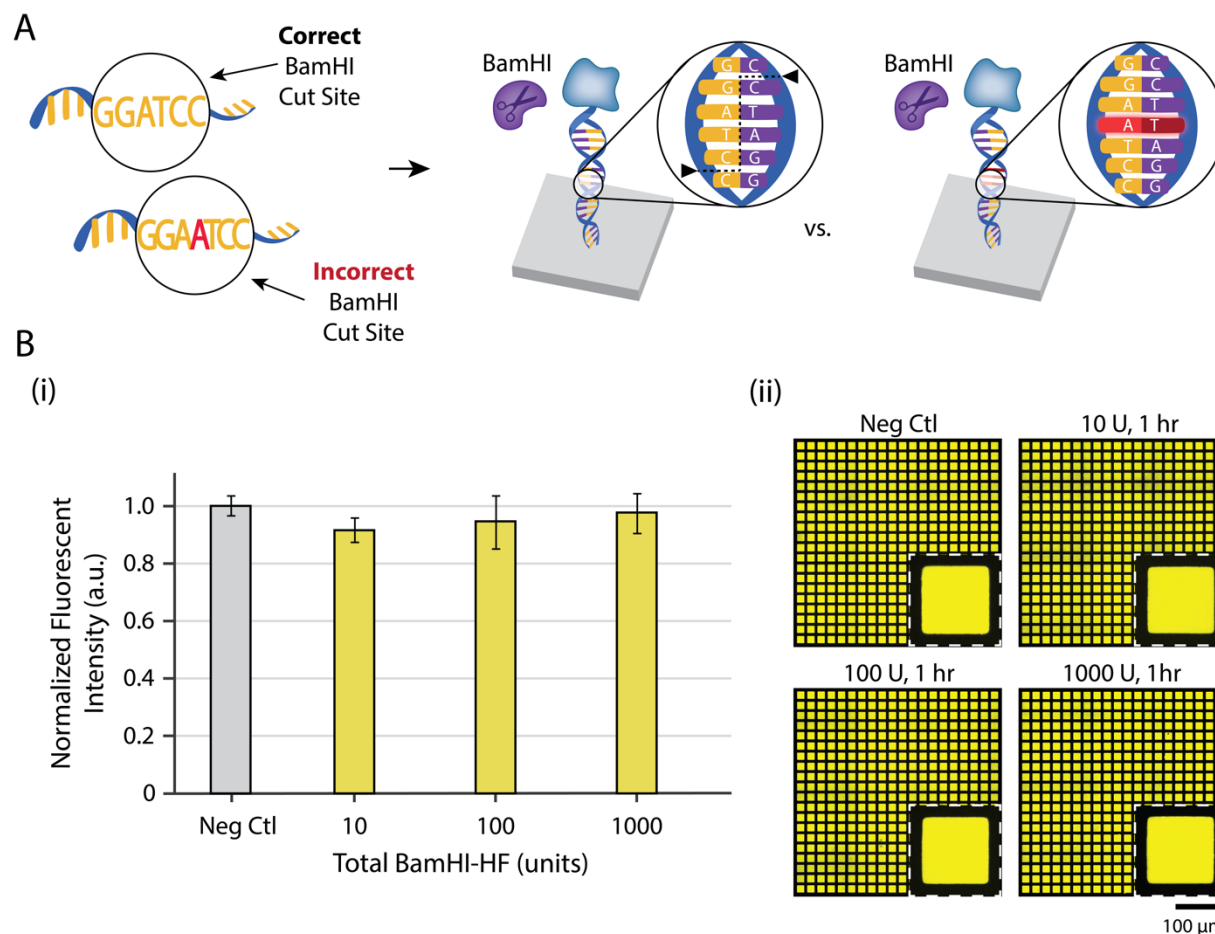 A
Correct
BamHI
Cut Site
GGATCC
GGAATCC
Incorrect
BamHI
Cut Site
BamHI
G C
G C
A T
T A
C G
C G
vs.
BamHI
G C
G C
A T
A T
T A
C G
C G
B
(i)
Normalized Fluorescent
Intensity (a.u.)
1.0
0.8
0.6
0.4
0.2
0
Neg Ctl
10
100
1000
Total BamHI-HF (units)
(ii)
Neg Ctl
10 U, 1 hr
100 U, 1 hr
1000 U, 1hr
100 μm